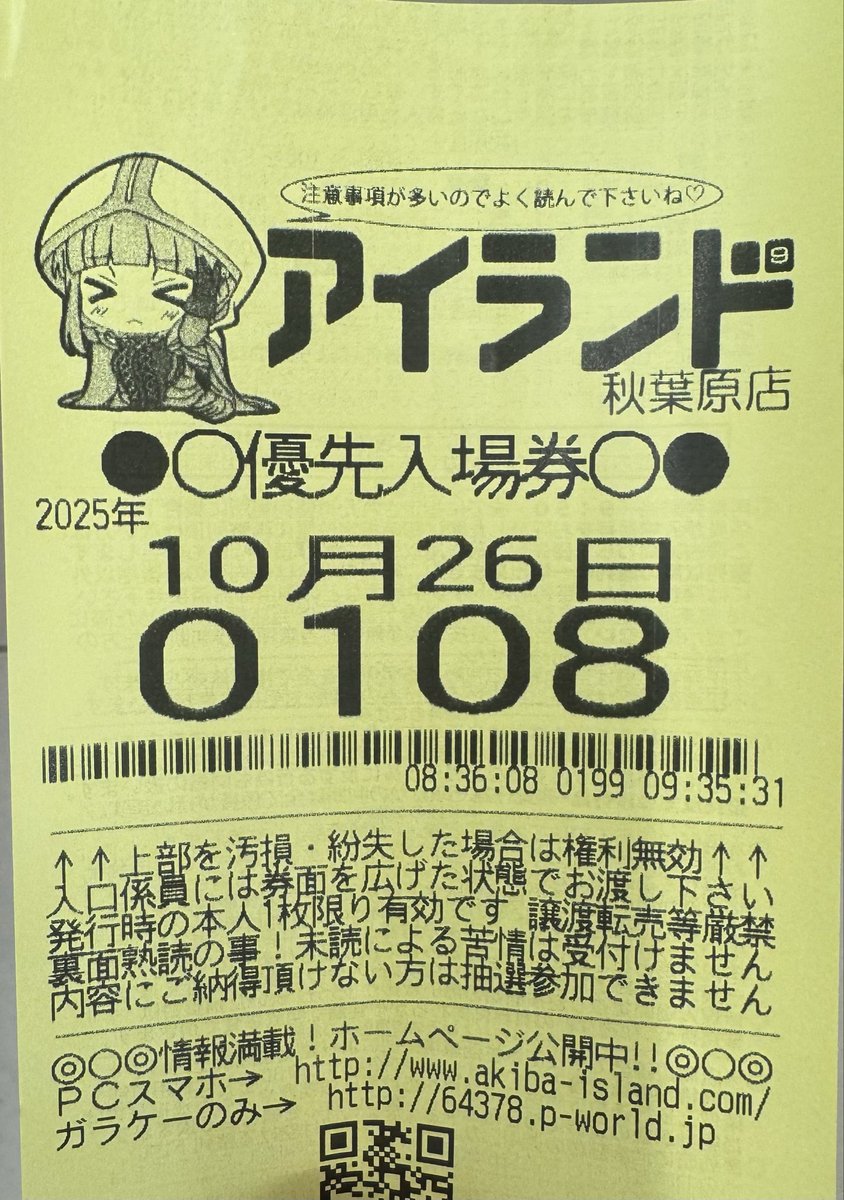 注意事項が多いのでよく読んで下さいね♡
アイランド
9
秋葉原店
●○優先入場券○●
2025年
10月26日
0108
08:36:08 0199 09:35:31
↑↑上部を汚損・紛失した場合は権利無効↑↑
入口係員には券面を広げた状態でお渡し下さい
発行時の本人1枚限り有効です 譲渡転売等厳禁
裏面熟読の事！未読による苦情は受付けません
内容にご納得頂けない方は抽選参加できません
◎○◎情報満載！ホームページ公開中!!◎○◎
PCスマホ→ http://www.akiba-island.com/
ガラケーのみ→ http://64378.p-world.jp